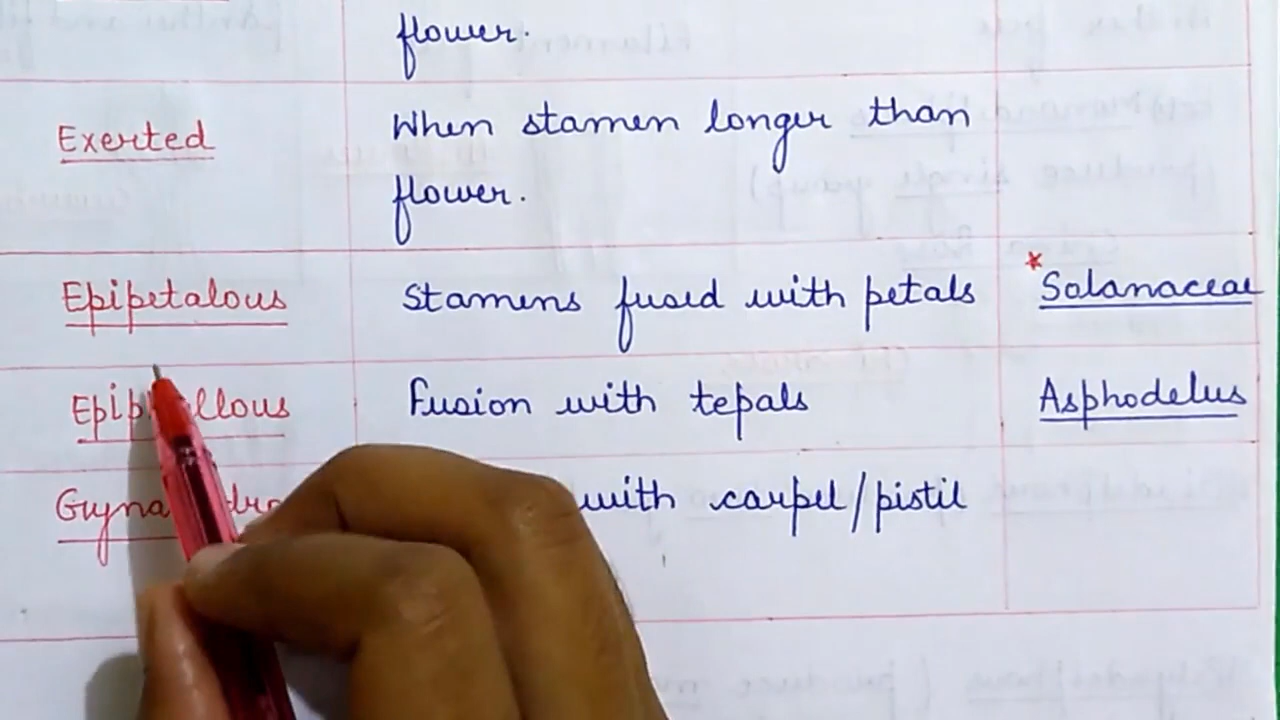 flower.
Exerted
When stamen longer than
flower.
Epipetalous
Stamens fused with petals
*Solanaceae
Fusion with tepals
Asphodelus
with carpel/pistil